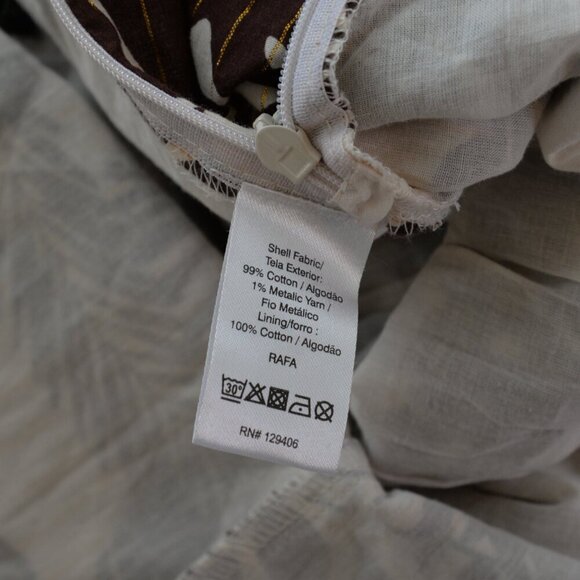 Shell Fabric/
Tela Exterior:
99% Cotton / Algodão
1% Metalic Yarn /
Fio Metálico
Lining/forro :
100% Cotton / Algodão
RAFA
30°
RN# 129406